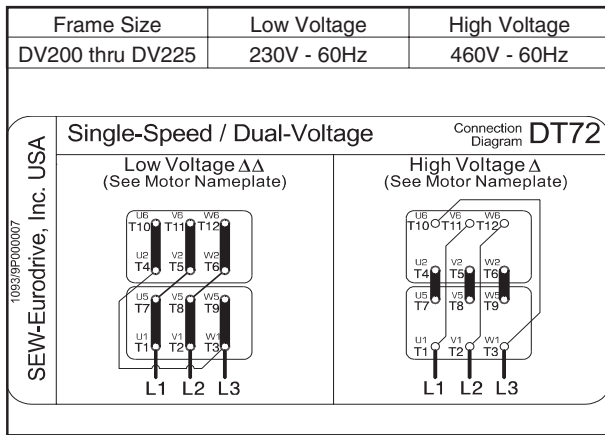 Frame Size Low Voltage High Voltage
DV200 thru DV225 230V - 60Hz 460V - 60Hz
1093/9P000007
SEW-Eurodrive, Inc. USA
Single-Speed / Dual-Voltage
Connection
Diagram DT72
Low Voltage ΔΔ
(See Motor Nameplate)
U6 V6 W6
T10 T11 T12
U2 V2 W2
T4 T5 T6
U5 V5 W5
T7 T8 T9
U1 V1 W1
T1 T2 T3
L1 L2 L3
High Voltage Δ
(See Motor Nameplate)
U6 V6 W6
T10 T11 T12
U2 V2 W2
T4 T5 T6
U5 V5 W5
T7 T8 T9
U1 V1 W1
T1 T2 T3
L1 L2 L3